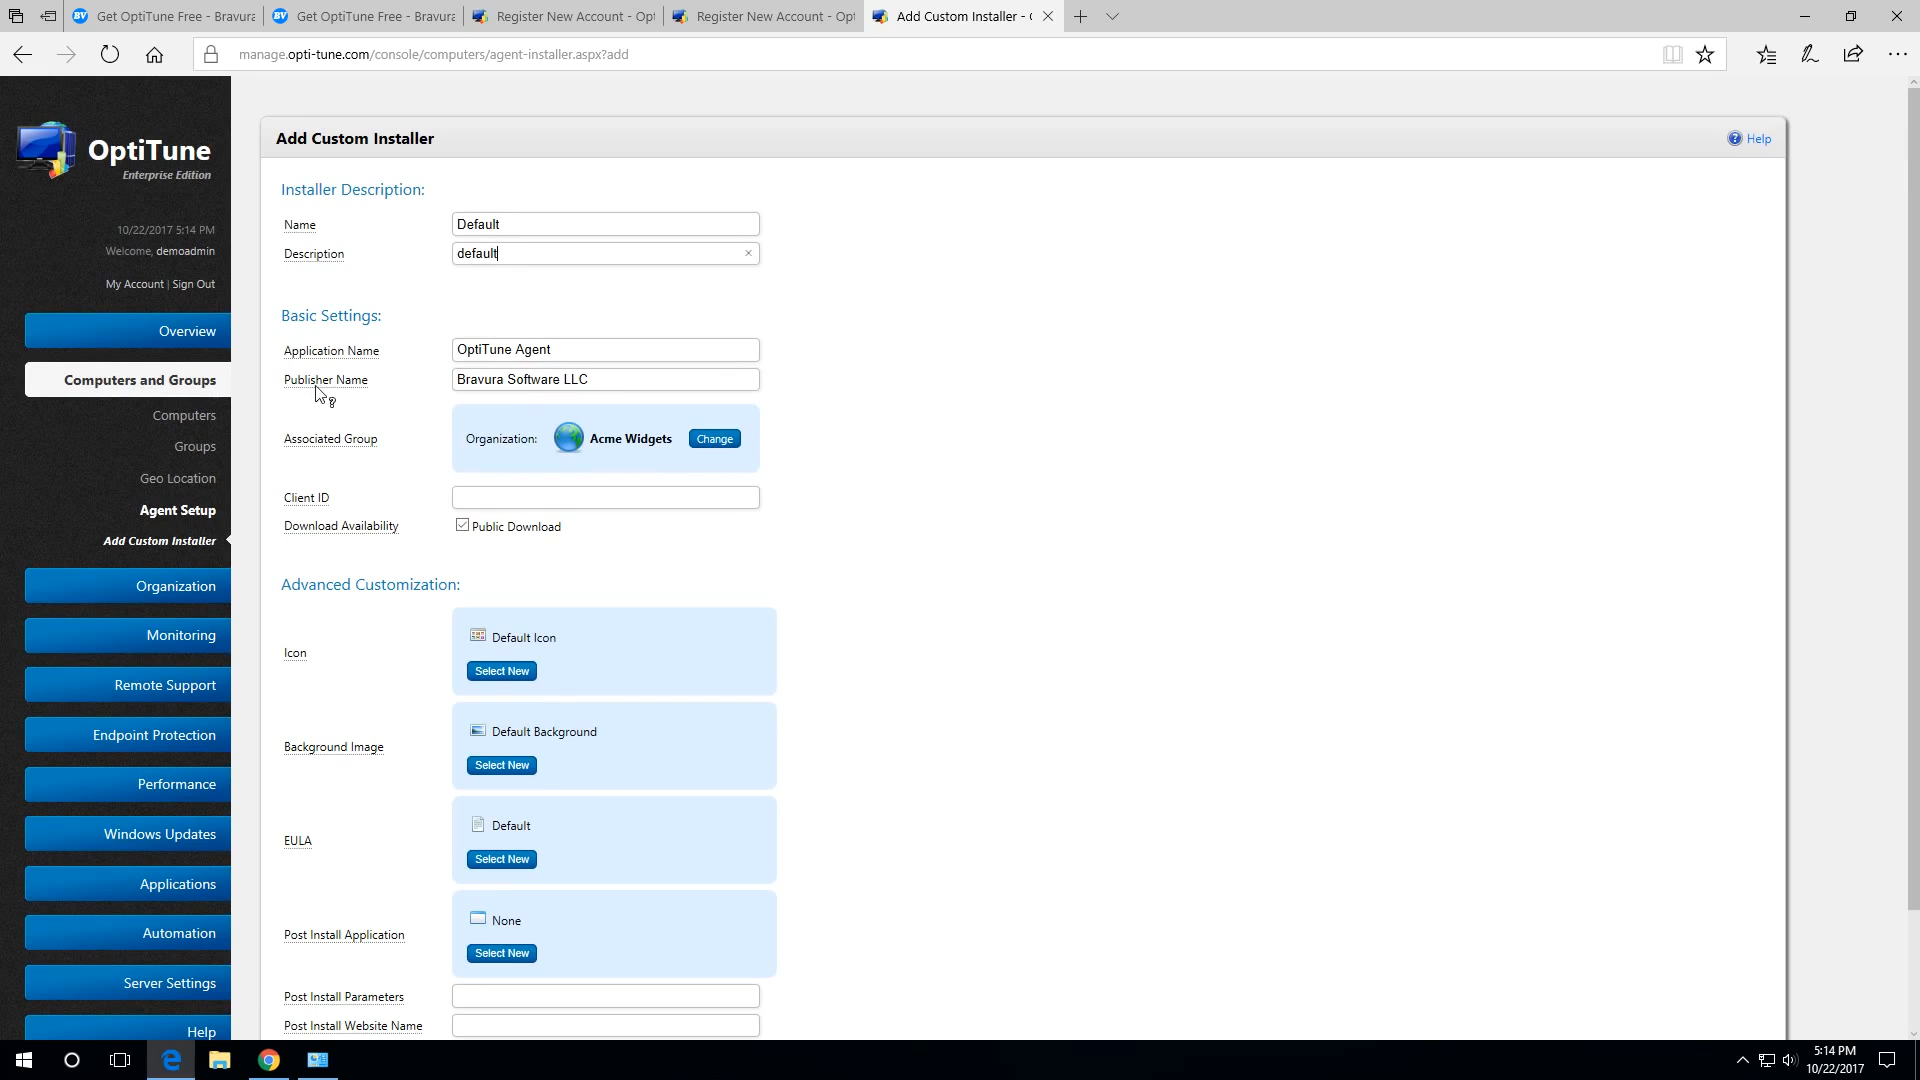 Get OptiTune Free - Bravura
Get OptiTune Free - Bravura
Register New Account - Opt
Register New Account - Opt
Add Custom Installer - 
manage.opti-tune.com/console/computers/agent-installer.aspx?add
OptiTune
Enterprise Edition
10/22/2017 5:14 PM
Welcome, demoadmin
My Account | Sign Out
Overview
Computers and Groups
Computers
Groups
Geo Location
Agent Setup
Add Custom Installer
Organization
Monitoring
Remote Support
Endpoint Protection
Performance
Windows Updates
Applications
Automation
Server Settings
Help
Add Custom Installer
Help
Installer Description:
Name
Default
Description
default
Basic Settings:
Application Name
OptiTune Agent
Publisher Name
Bravura Software LLC
Associated Group
Organization: Acme Widgets Change
Client ID
Download Availability
Public Download
Advanced Customization:
Icon
Default Icon
Select New
Background Image
Default Background
Select New
EULA
Default
Select New
Post Install Application
None
Select New
Post Install Parameters
Post Install Website Name
5:14 PM
10/22/2017